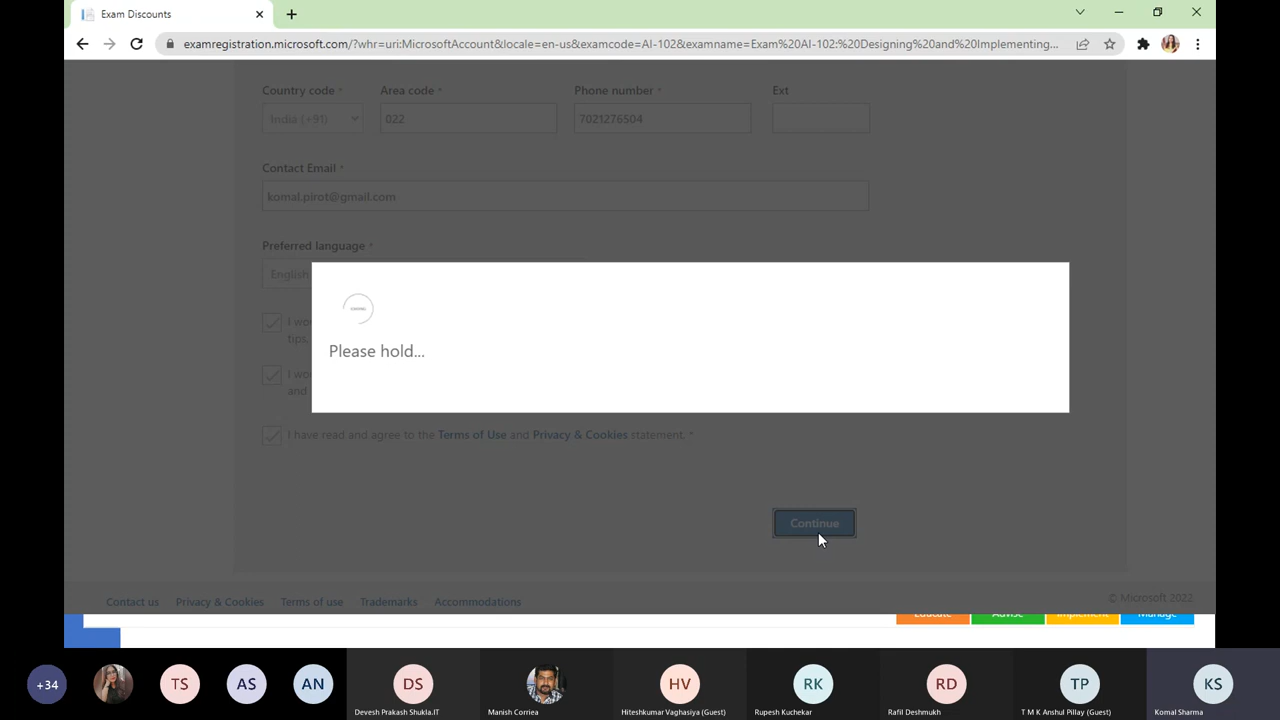 Exam Discounts
examregistration.microsoft.com/?whr=uri:MicrosoftAccount&locale=en-us&examcode=AI-102&examname=Exam%20AI-102:%20Designing%20and%20Implementing...
Country code *
Area code *
Phone number *
Ext
India (+91)
022
7021276504
Contact Email *
komal.pirot@gmail.com
Preferred language *
English
I wo
tips,
I wo
and
Please hold...
I have read and agree to the Terms of Use and Privacy & Cookies statement. *
Continue
Contact us
Privacy & Cookies
Terms of use
Trademarks
Accommodations
© Microsoft 2022
Educate
Advise
Implement
Manage
+34
TS
AS
AN
DS
HV
RK
RD
TP
KS
Devesh Prakash Shukla.IT
Manish Corriea
Hiteshkumar Vaghasiya (Guest)
Rupesh Kuchekar
Rafil Deshmukh
T M K Anshul Pillay (Guest)
Komal Sharma